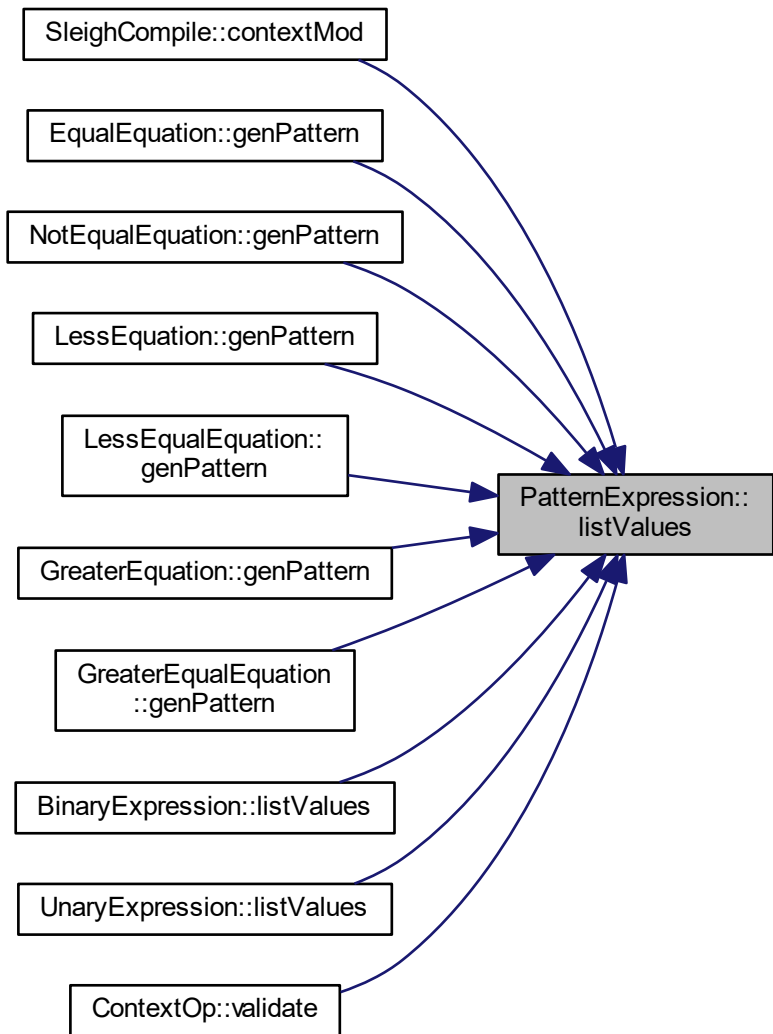 SleighCompile::contextMod
EqualEquation::genPattern
NotEqualEquation::genPattern
LessEquation::genPattern
LessEqualEquation::
genPattern
PatternExpression::
listValues
GreaterEquation::genPattern
GreaterEqualEquation
::genPattern
BinaryExpression::listValues
UnaryExpression::listValues
ContextOp::validate